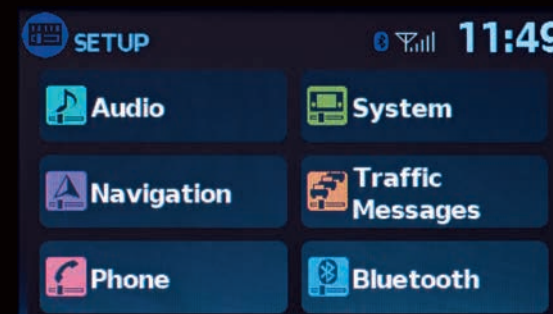 SETUP 11:49
Audio
System
Navigation
Traffic
Messages
Phone
Bluetooth